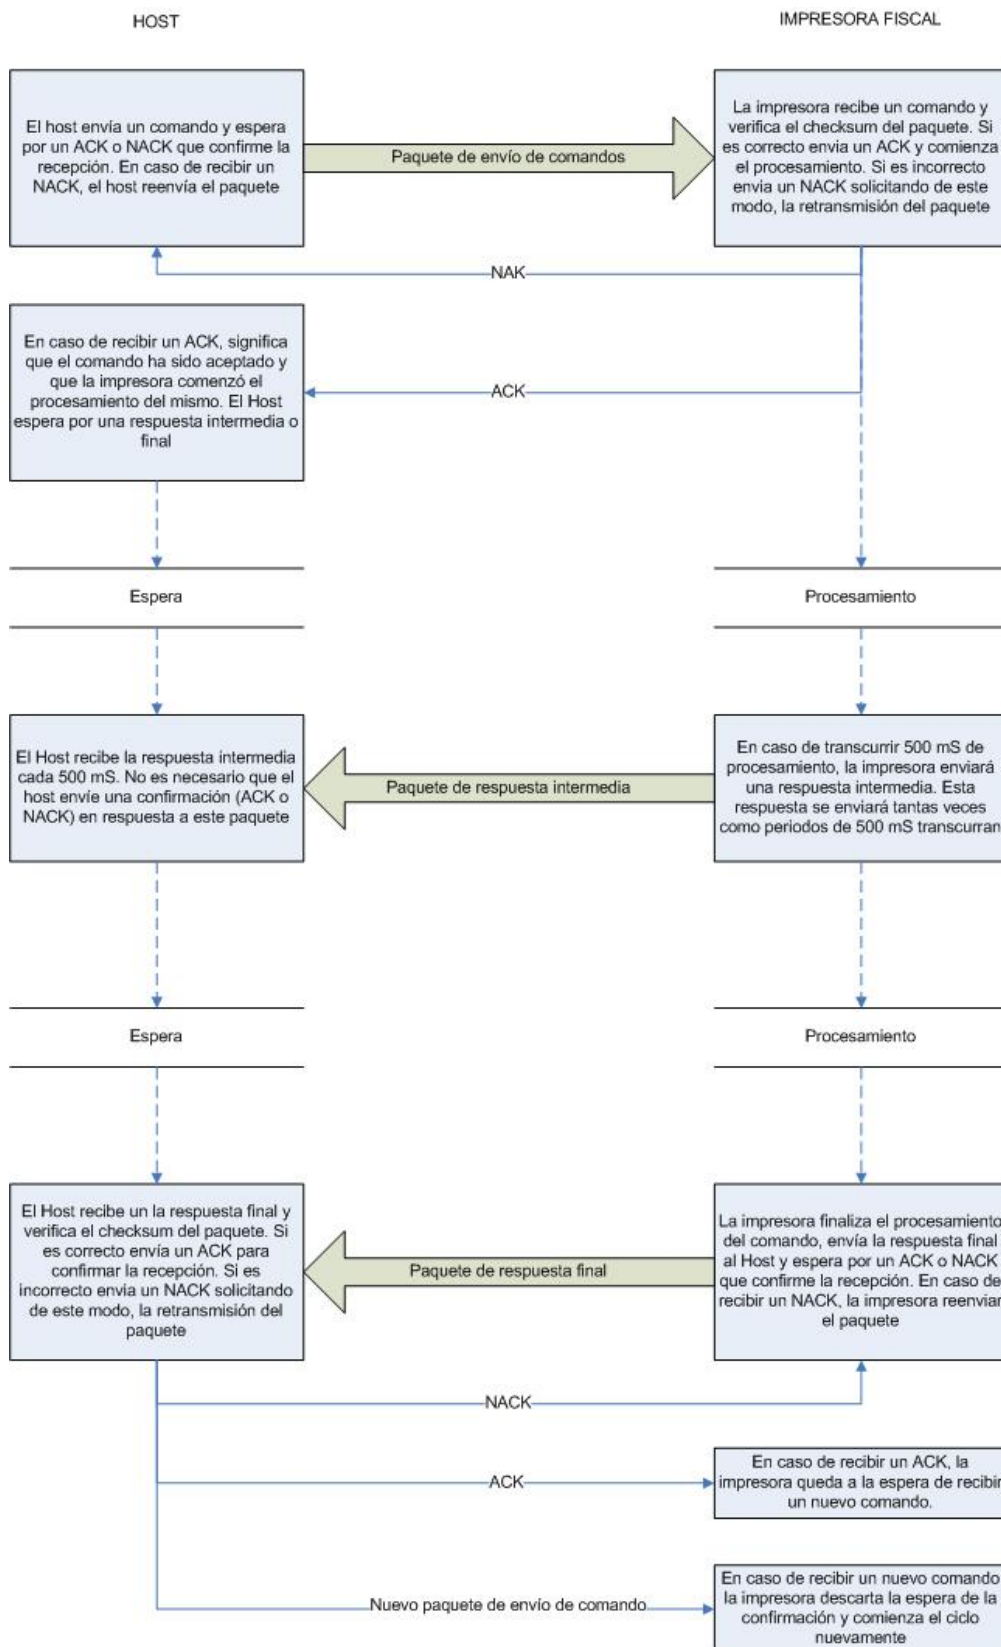 HOST
IMPRESORA FISCAL
El host envía un comando y espera
por un ACK o NACK que confirme la
recepción. En caso de recibir un
NACK, el host reenvía el paquete
Paquete de envío de comandos
La impresora recibe un comando y
verifica el checksum del paquete. Si
es correcto envia un ACK y comienza
el procesamiento. Si es incorrecto
envia un NACK solicitando de este
modo, la retransmisión del paquete
NAK
En caso de recibir un ACK, significa
que el comando ha sido aceptado y
que la impresora comenzó el
procesamiento del mismo. El Host
espera por una respuesta intermedia o
final
ACK
Espera
Procesamiento
El Host recibe la respuesta intermedia
cada 500 mS. No es necesario que el
host envíe una confirmación (ACK o
NACK) en respuesta a este paquete
Paquete de respuesta intermedia
En caso de transcurrir 500 mS de
procesamiento, la impresora enviará
una respuesta intermedia. Esta
respuesta se enviará tantas veces
como periodos de 500 mS transcurran
Espera
Procesamiento
El Host recibe un la respuesta final y
verifica el checksum del paquete. Si
es correcto envía un ACK para
confirmar la recepción. Si es
incorrecto envia un NACK solicitando
de este modo, la retransmisión del
paquete
Paquete de respuesta final
La impresora finaliza el procesamiento
del comando, envía la respuesta final
al Host y espera por un ACK o NACK
que confirme la recepción. En caso de
recibir un NACK, la impresora reenviar
el paquete
NACK
ACK
En caso de recibir un ACK, la
impresora queda a la espera de recibir
un nuevo comando.
Nuevo paquete de envío de comando
En caso de recibir un nuevo comando
la impresora descarta la espera de la
confirmación y comienza el ciclo
nuevamente